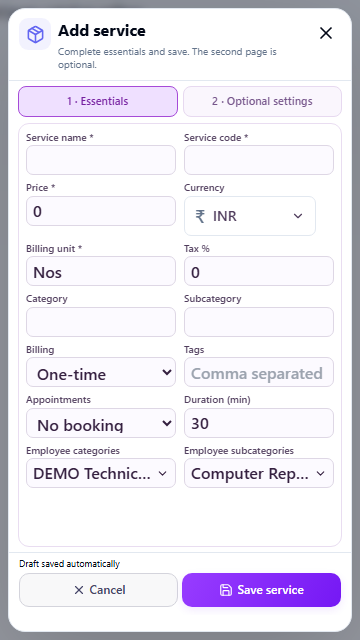 Add service
Complete essentials and save. The second page is
optional.
1 · Essentials
2 · Optional settings
Service name *
Service code *
Price *
Currency
0
₹ INR
Billing unit *
Tax %
Nos
0
Category
Subcategory
Billing
Tags
One-time
Comma separated
Appointments
Duration (min)
No booking
30
Employee categories
Employee subcategories
DEMO Technic...
Computer Rep...
Draft saved automatically
Cancel
Save service